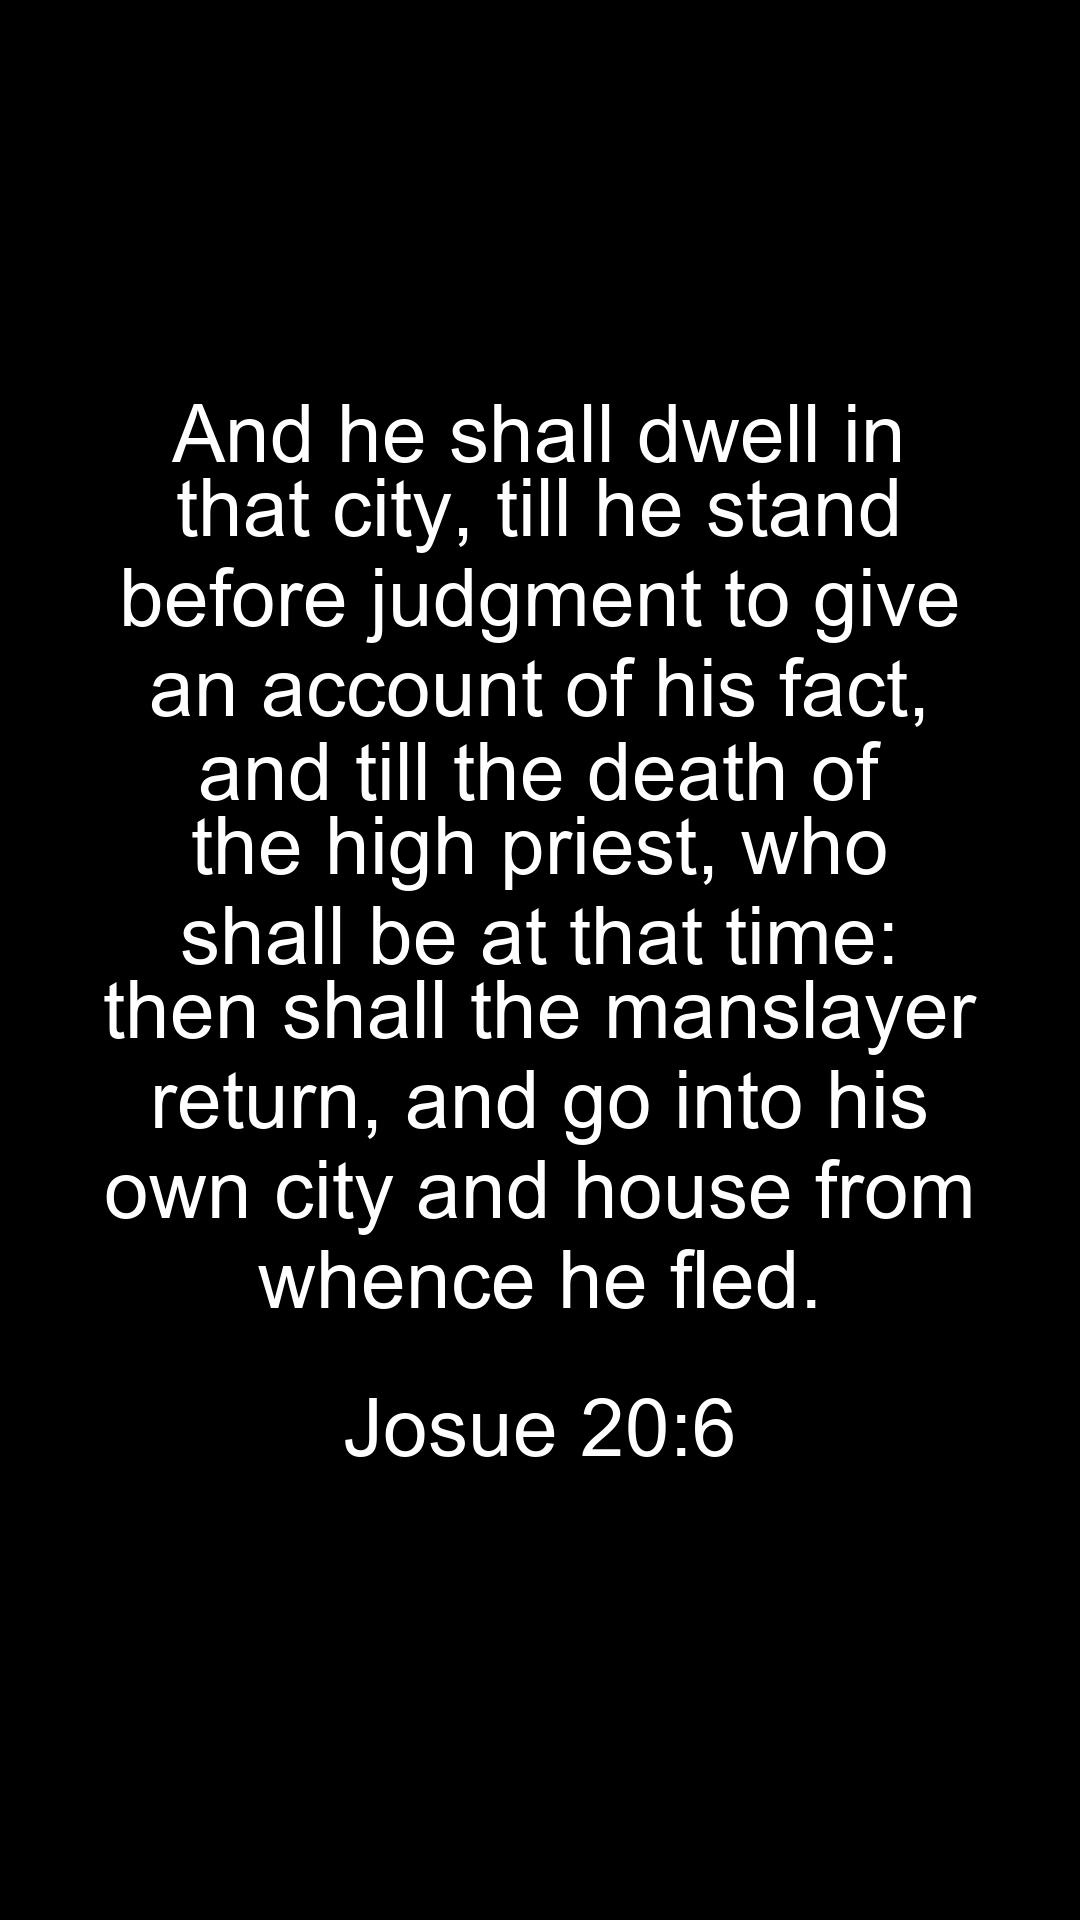 And he shall dwell in
that city, till he stand
before judgment to give
an account of his fact,
and till the death of
the high priest, who
shall be at that time:
then shall the manslayer
return, and go into his
own city and house from
whence he fled.
Josue 20:6